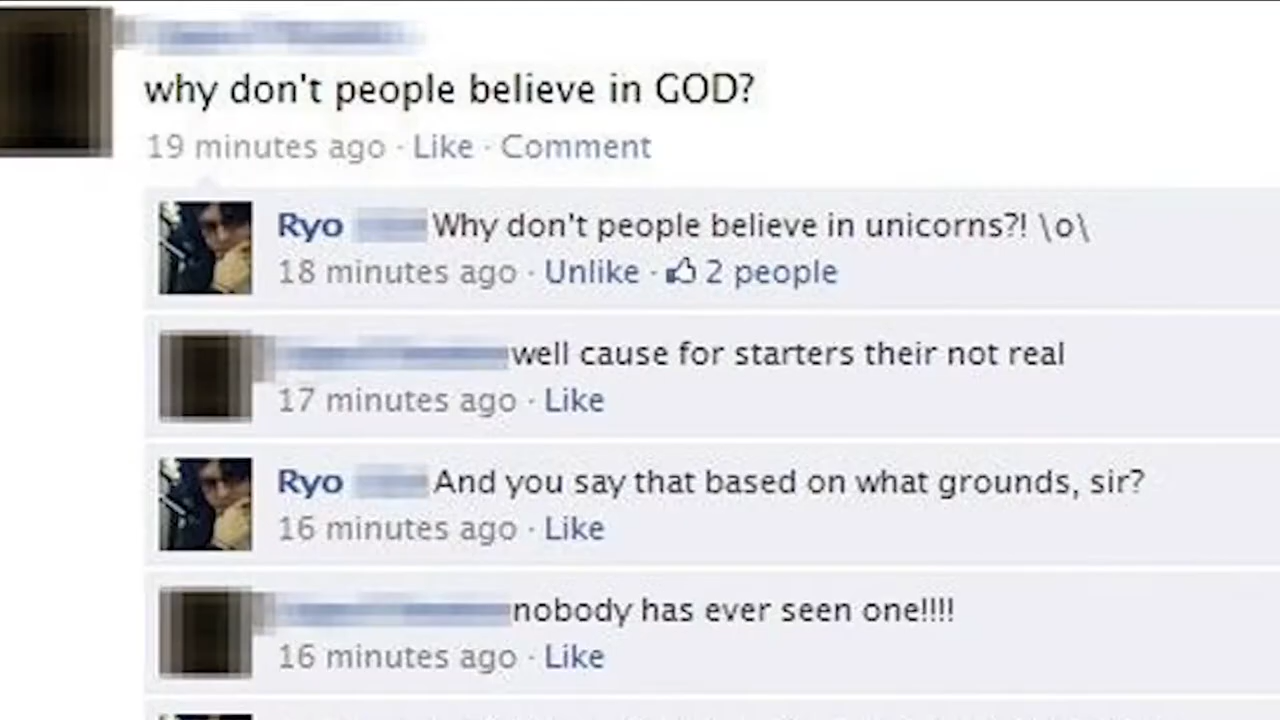 why don't people believe in GOD?
19 minutes ago · Like · Comment
Ryo Why don't people believe in unicorns?! \o\
18 minutes ago · Unlike · 2 people
well cause for starters their not real
17 minutes ago · Like
Ryo And you say that based on what grounds, sir?
16 minutes ago · Like
nobody has ever seen one!!!!
16 minutes ago · Like